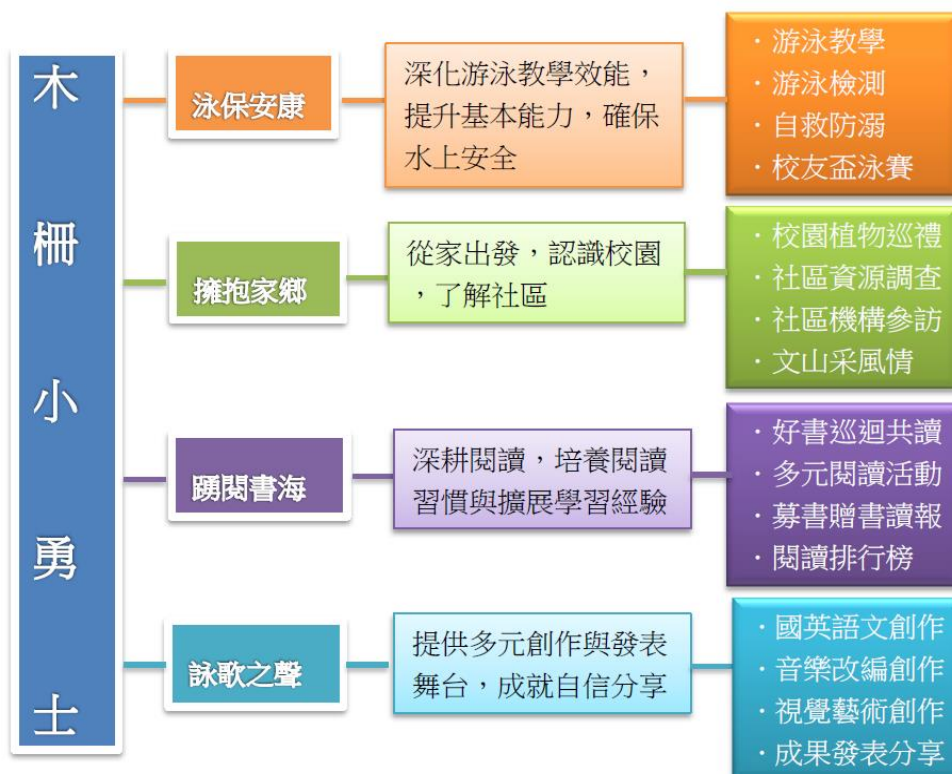 木柵小勇士
泳保安康
深化游泳教學效能，
提升基本能力，確保
水上安全
．游泳教學
．游泳檢測
．自救防溺
．校友盃泳賽
擁抱家鄉
從家出發，認識校園
，了解社區
．校園植物巡禮
．社區資源調查
．社區機構參訪
．文山采風情
踴閱書海
深耕閱讀，培養閱讀
習慣與擴展學習經驗
．好書巡迴共讀
．多元閱讀活動
．募書贈書讀報
．閱讀排行榜
詠歌之聲
提供多元創作與發表
舞台，成就自信分享
．國英語文創作
．音樂改編創作
．視覺藝術創作
．成果發表分享